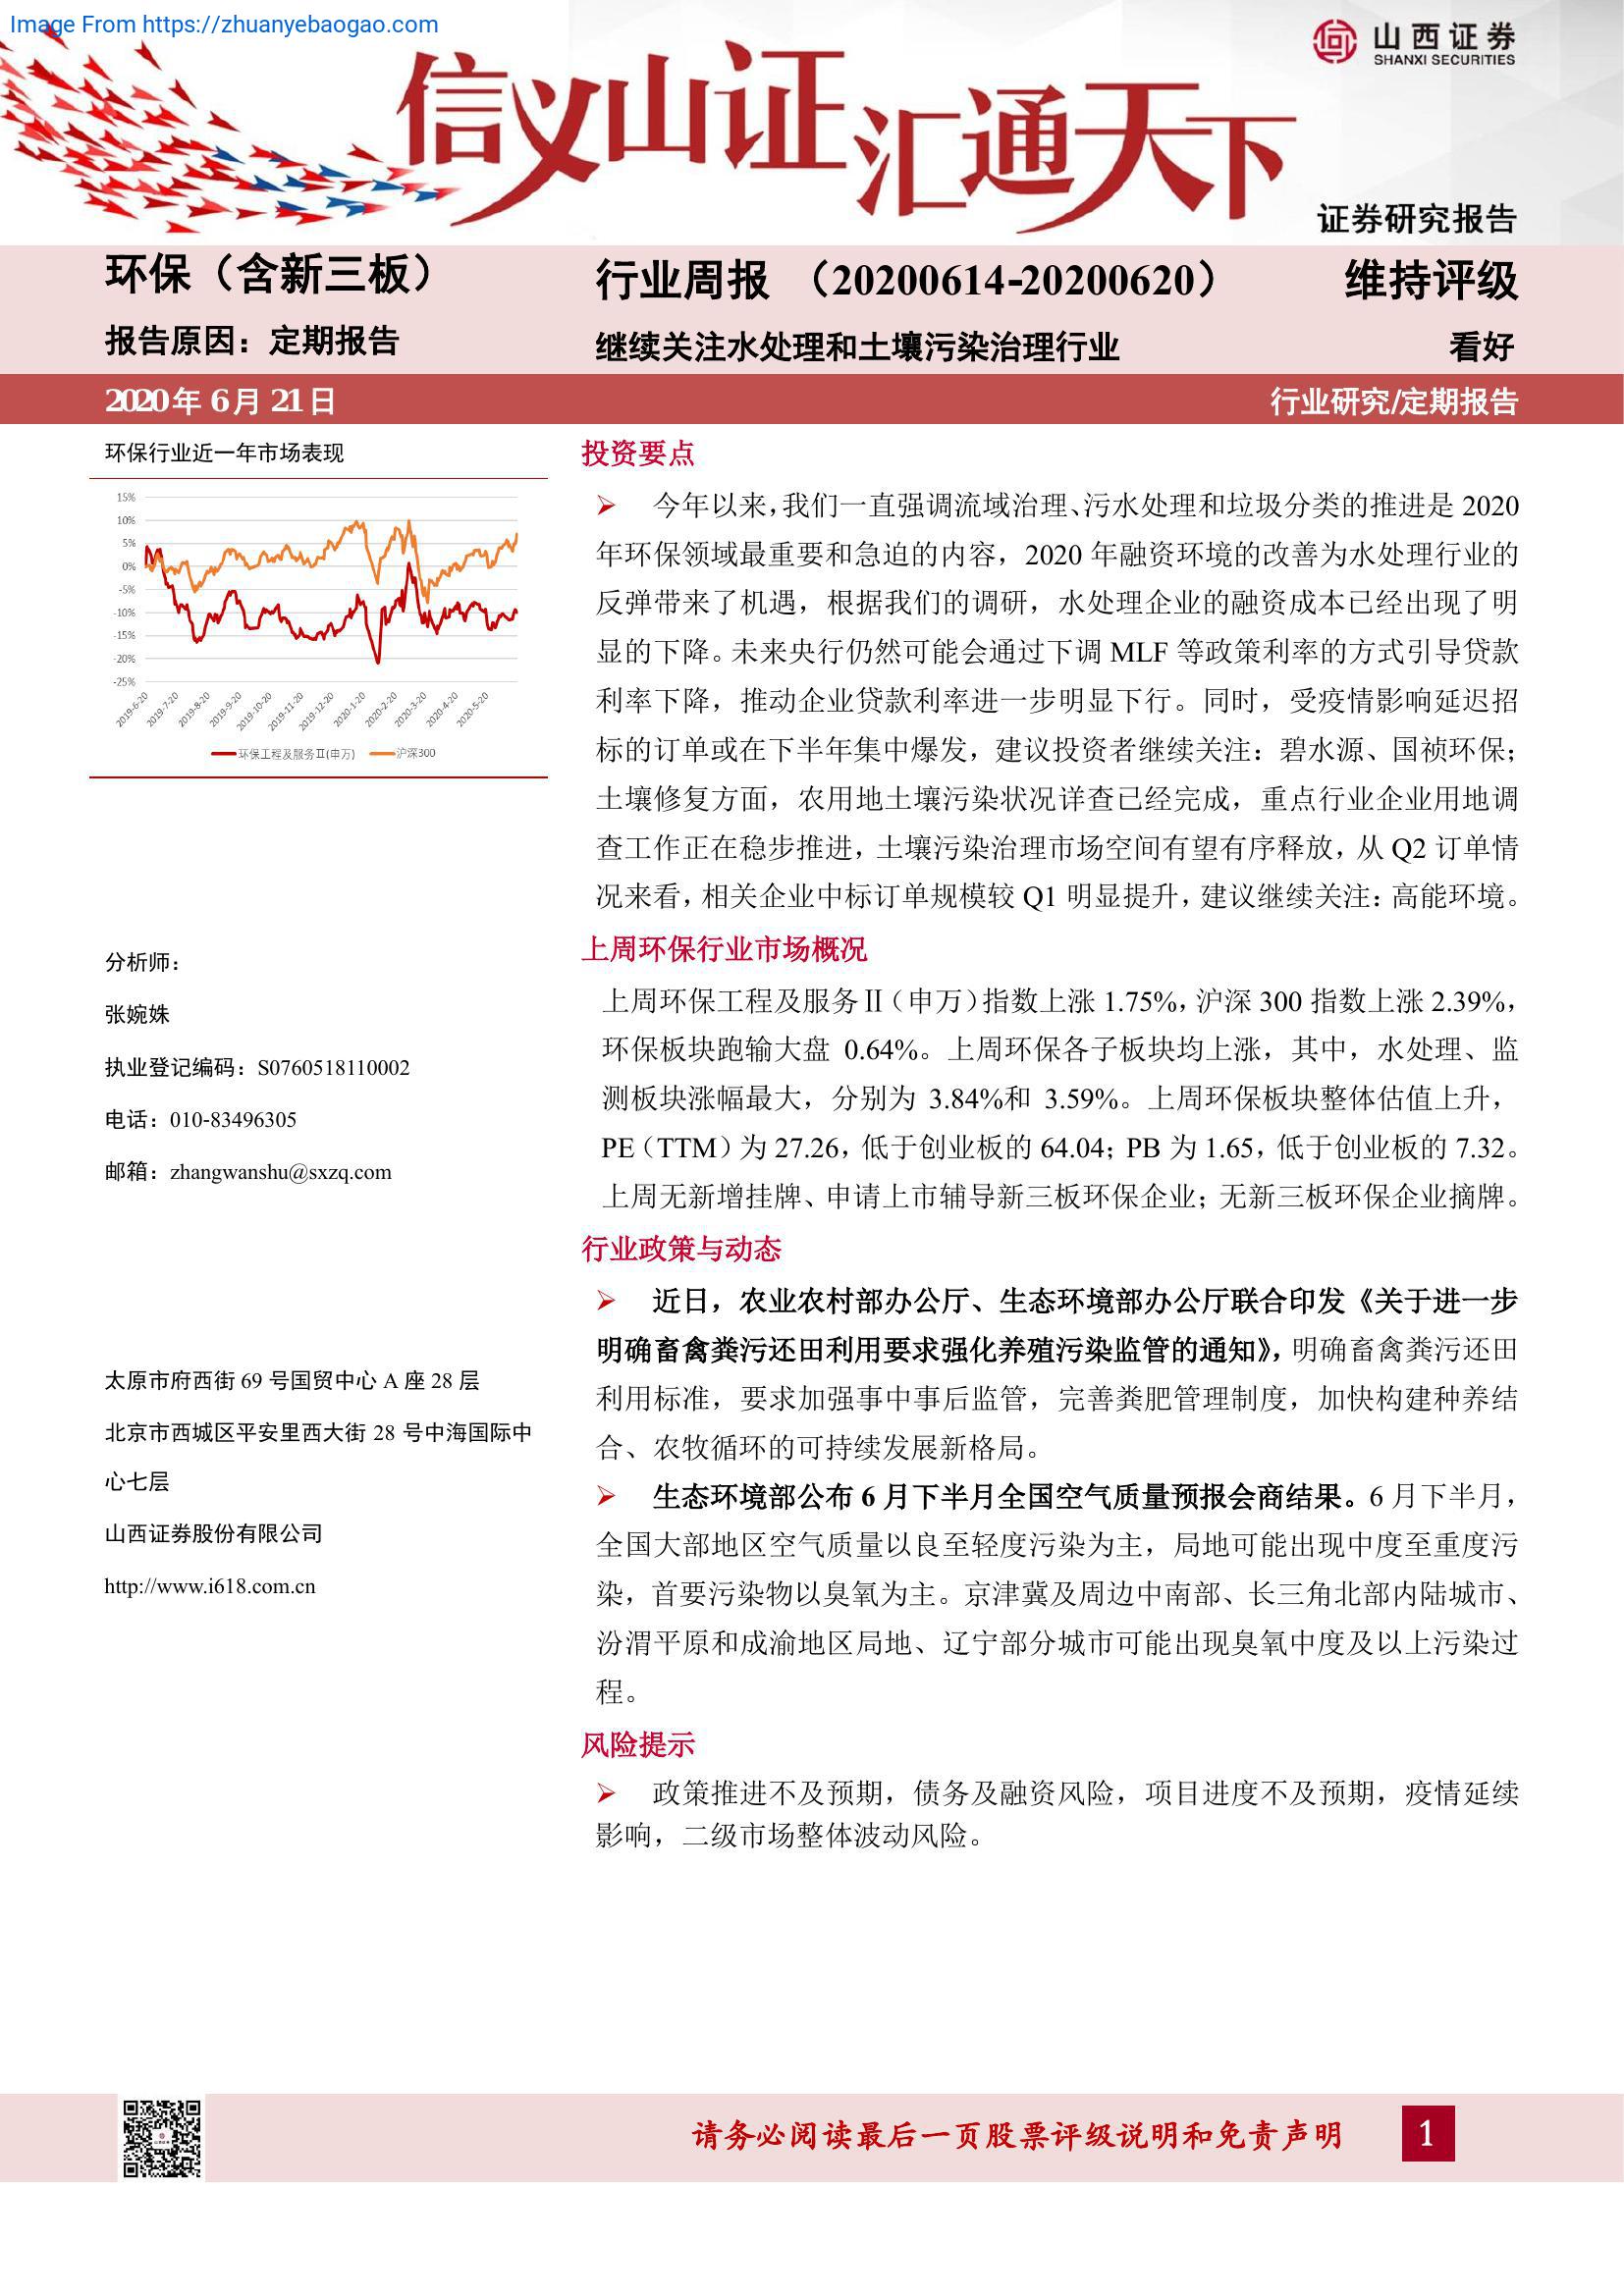 Image From https://zhuanyebaogao.com
山西证券
SHANXI SECURITIES
信义山证汇通天下
证券研究报告
环保（含新三板）
行业周报 （20200614-20200620）
维持评级
报告原因：定期报告
继续关注水处理和土壤污染治理行业
看好
2020年 6月 21日
行业研究/定期报告
环保行业近一年市场表现
15%
10%
5%
0%
-5%
-10%
-15%
-20%
-25%
2019-6-20
2019-7-20
2019-8-20
2019-9-20
2019-10-20
2019-11-20
2019-12-20
2020-1-20
2020-2-20
2020-3-20
2020-4-20
2020-5-20
环保工程及服务Ⅱ(申万) 沪深300
分析师：
张婉姝
执业登记编码：S0760518110002
电话：010-83496305
邮箱：zhangwanshu@sxzq.com
太原市府西街 69 号国贸中心 A 座 28 层
北京市西城区平安里西大街 28 号中海国际中
心七层
山西证券股份有限公司
http://www.i618.com.cn
投资要点
今年以来，我们一直强调流域治理、污水处理和垃圾分类的推进是 2020
年环保领域最重要和急迫的内容，2020 年融资环境的改善为水处理行业的
反弹带来了机遇，根据我们的调研，水处理企业的融资成本已经出现了明
显的下降。未来央行仍然可能会通过下调 MLF 等政策利率的方式引导贷款
利率下降，推动企业贷款利率进一步明显下行。同时，受疫情影响延迟招
标的订单或在下半年集中爆发，建议投资者继续关注：碧水源、国祯环保；
土壤修复方面，农用地土壤污染状况详查已经完成，重点行业企业用地调
查工作正在稳步推进，土壤污染治理市场空间有望有序释放，从 Q2 订单情
况来看，相关企业中标订单规模较 Q1 明显提升，建议继续关注：高能环境。
上周环保行业市场概况
上周环保工程及服务Ⅱ（申万）指数上涨 1.75%，沪深 300 指数上涨 2.39%，
环保板块跑输大盘 0.64%。上周环保各子板块均上涨，其中，水处理、监
测板块涨幅最大，分别为 3.84%和 3.59%。上周环保板块整体估值上升，
PE（TTM）为 27.26，低于创业板的 64.04；PB 为 1.65，低于创业板的 7.32。
上周无新增挂牌、申请上市辅导新三板环保企业；无新三板环保企业摘牌。
行业政策与动态
近日，农业农村部办公厅、生态环境部办公厅联合印发《关于进一步
明确畜禽粪污还田利用要求强化养殖污染监管的通知》，明确畜禽粪污还田
利用标准，要求加强事中事后监管，完善粪肥管理制度，加快构建种养结
合、农牧循环的可持续发展新格局。
生态环境部公布 6 月下半月全国空气质量预报会商结果。6 月下半月，
全国大部地区空气质量以良至轻度污染为主，局地可能出现中度至重度污
染，首要污染物以臭氧为主。京津冀及周边中南部、长三角北部内陆城市、
汾渭平原和成渝地区局地、辽宁部分城市可能出现臭氧中度及以上污染过
程。
风险提示
政策推进不及预期，债务及融资风险，项目进度不及预期，疫情延续
影响，二级市场整体波动风险。
请务必阅读最后一页股票评级说明和免责声明
1